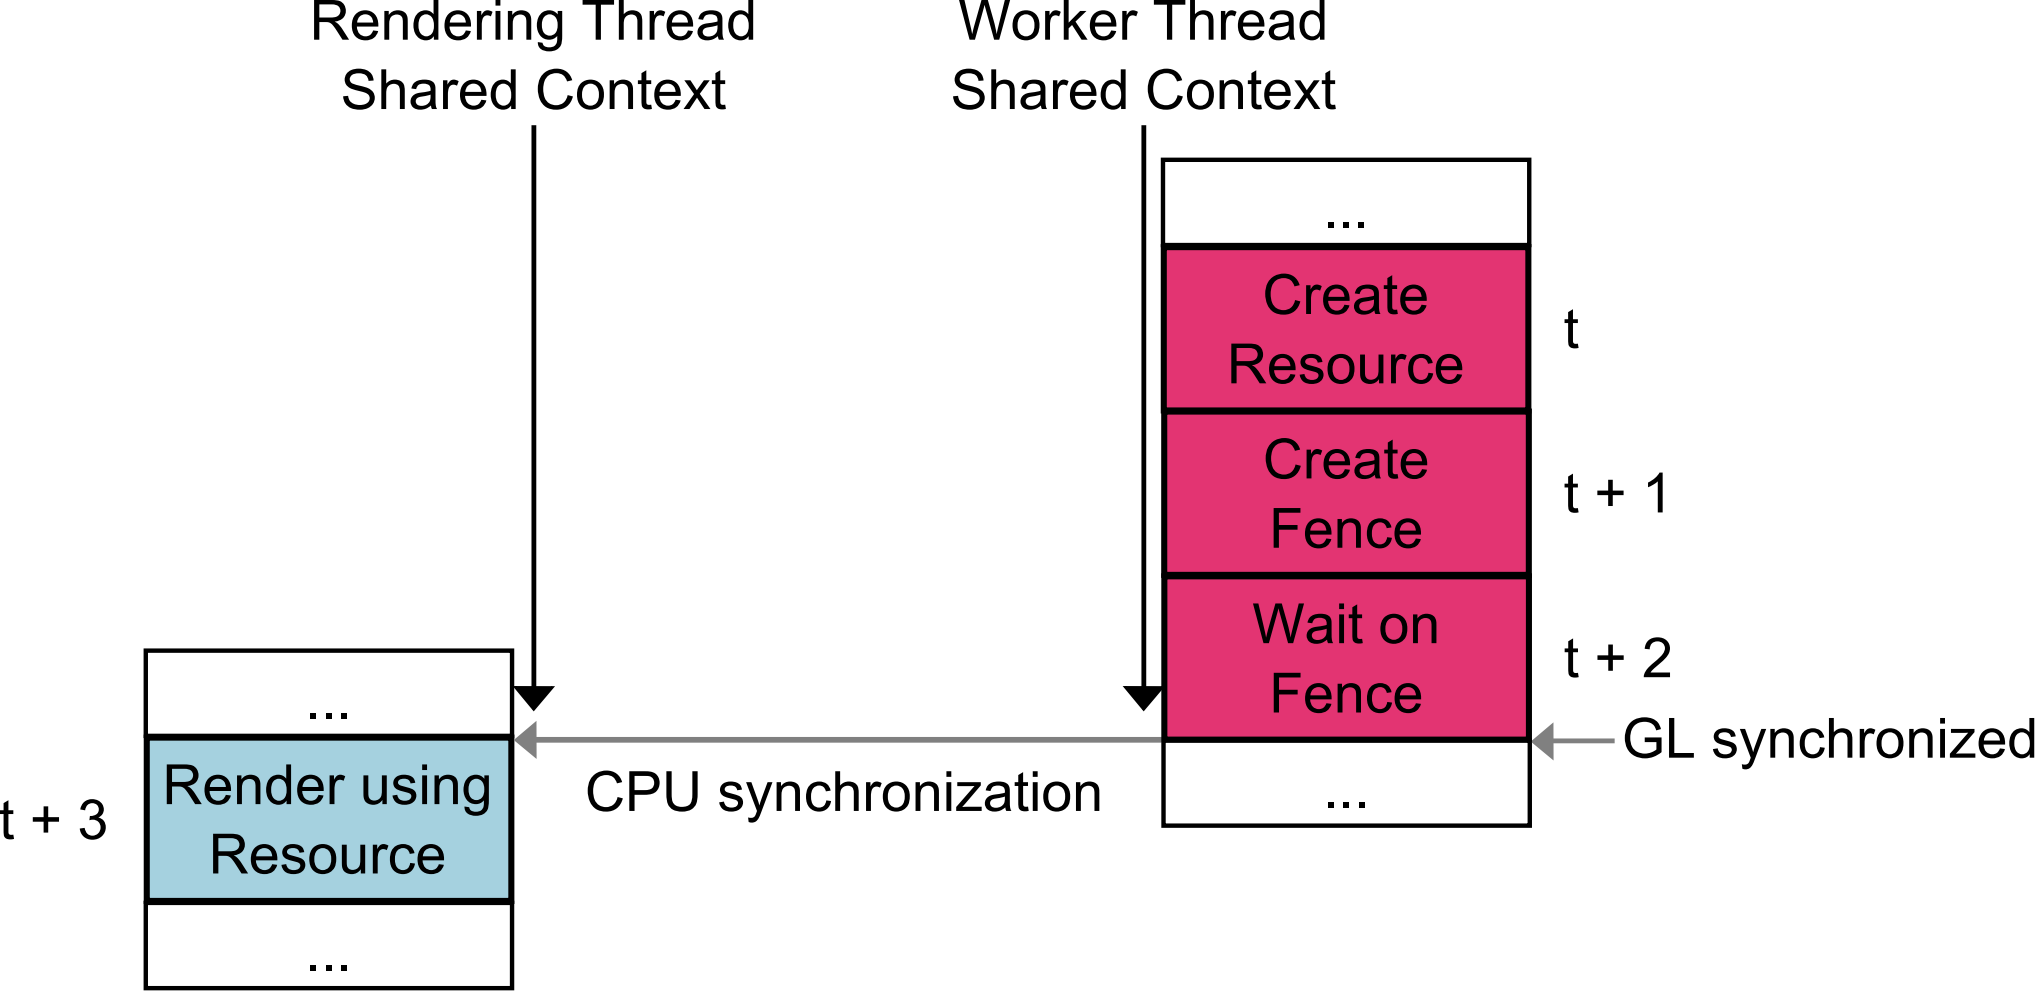 Rendering Thread
Shared Context
Worker Thread
Shared Context
...
Create
Resource
t
Create
Fence
t + 1
Wait on
Fence
t + 2
GL synchronized
...
CPU synchronization
...
Render using
Resource
t + 3
...